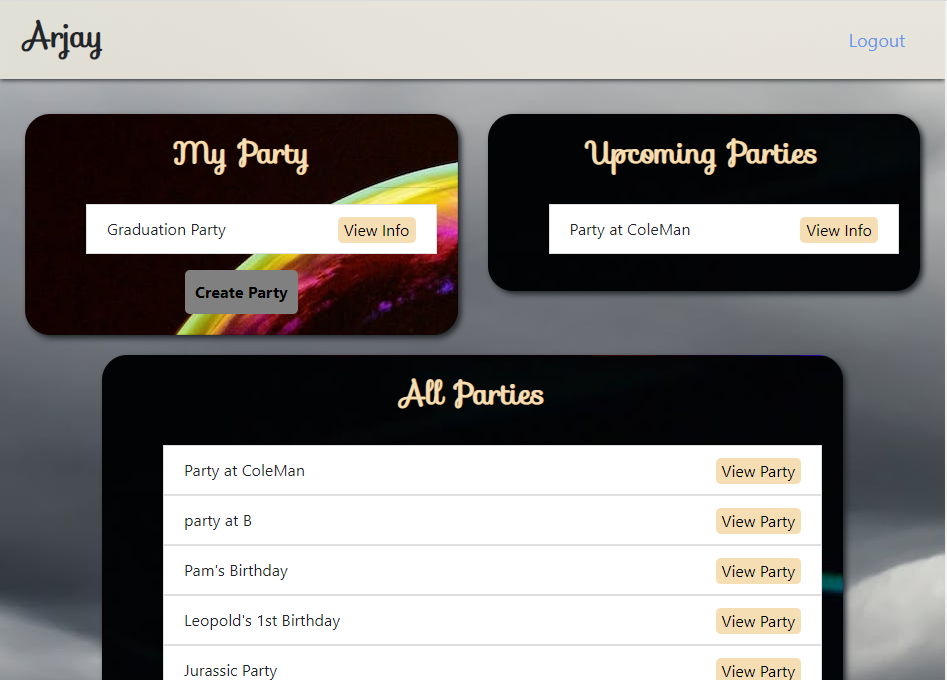 Arjay
Logout
My Party
Graduation Party View Info
Create Party
Upcoming Parties
Party at ColeMan View Info
All Parties
Party at ColeMan View Party
party at B View Party
Pam's Birthday View Party
Leopold's 1st Birthday View Party
Jurassic Party View Party